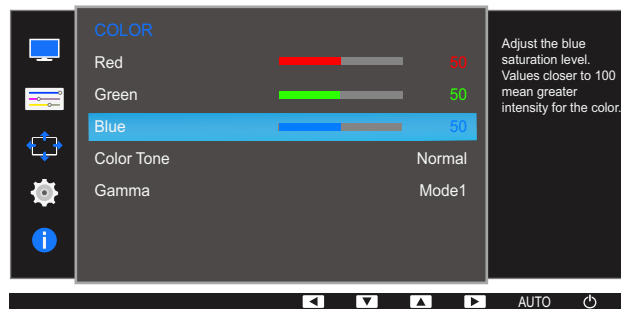 COLOR
Red 50
Green 50
Blue 50
Color Tone Normal
Gamma Mode1
Adjust the blue
saturation level.
Values closer to 100
mean greater
intensity for the color.
AUTO